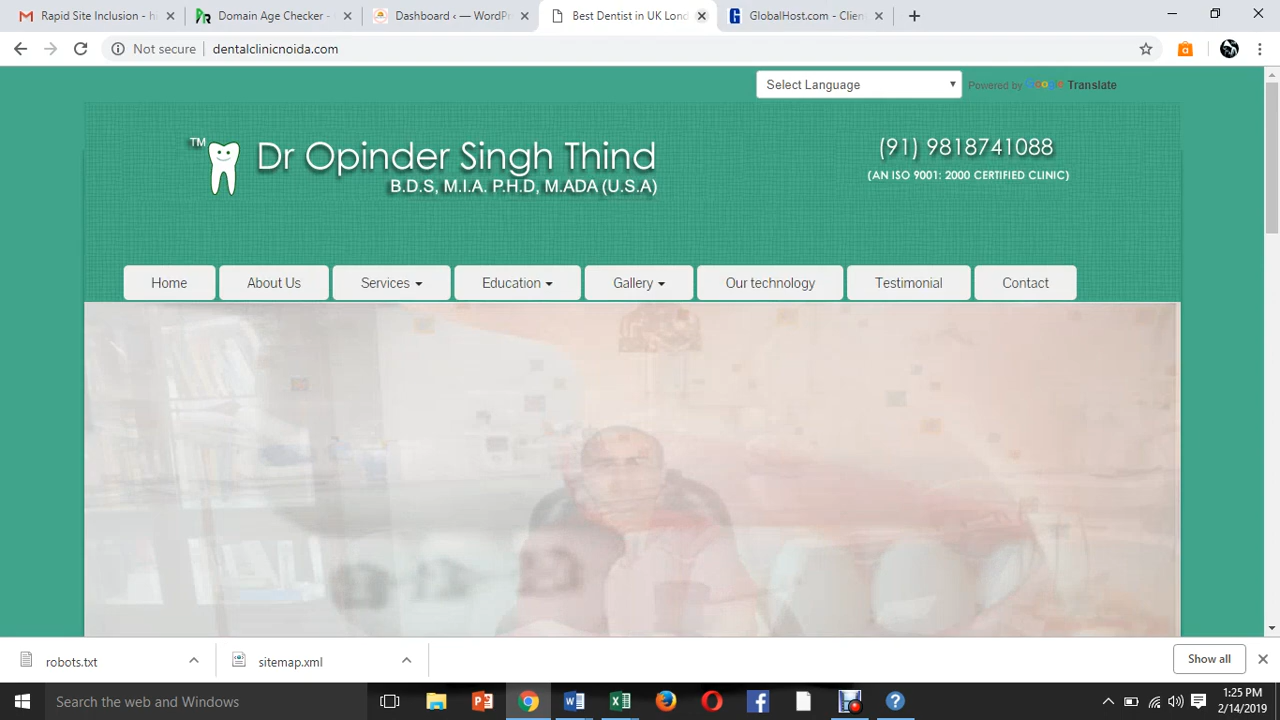 Rapid Site Inclusion - hi
Domain Age Checker -
Dashboard ‹ — WordPr
Best Dentist in UK Lond
GlobalHost.com - Clien
Not secure
dentalclinicnoida.com
Select Language
Powered by Google Translate
TM
Dr Opinder Singh Thind
B.D.S, M.I.A. P.H.D, M.ADA (U.S.A)
(91) 9818741088
(AN ISO 9001: 2000 CERTIFIED CLINIC)
Home
About Us
Services
Education
Gallery
Our technology
Testimonial
Contact
robots.txt
sitemap.xml
Show all
Search the web and Windows
1:25 PM
2/14/2019